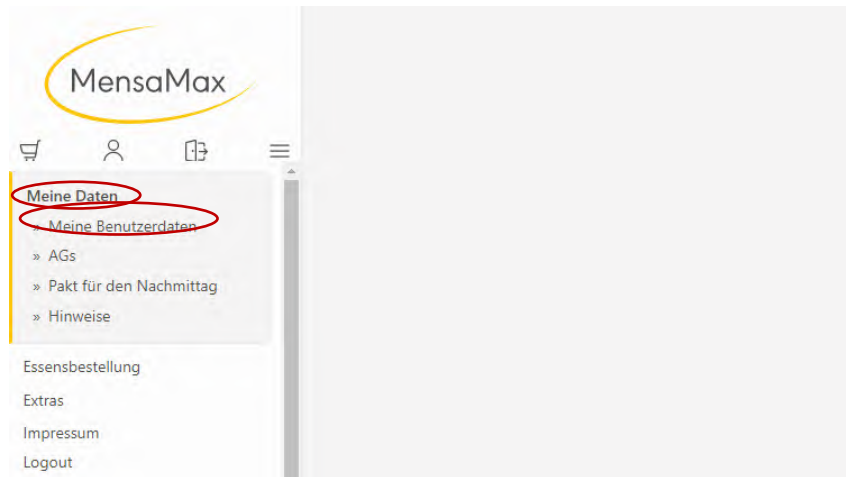 MensaMax
Meine Daten
» Meine Benutzerdaten
» AGs
» Pakt für den Nachmittag
» Hinweise
Essensbestellung
Extras
Impressum
Logout